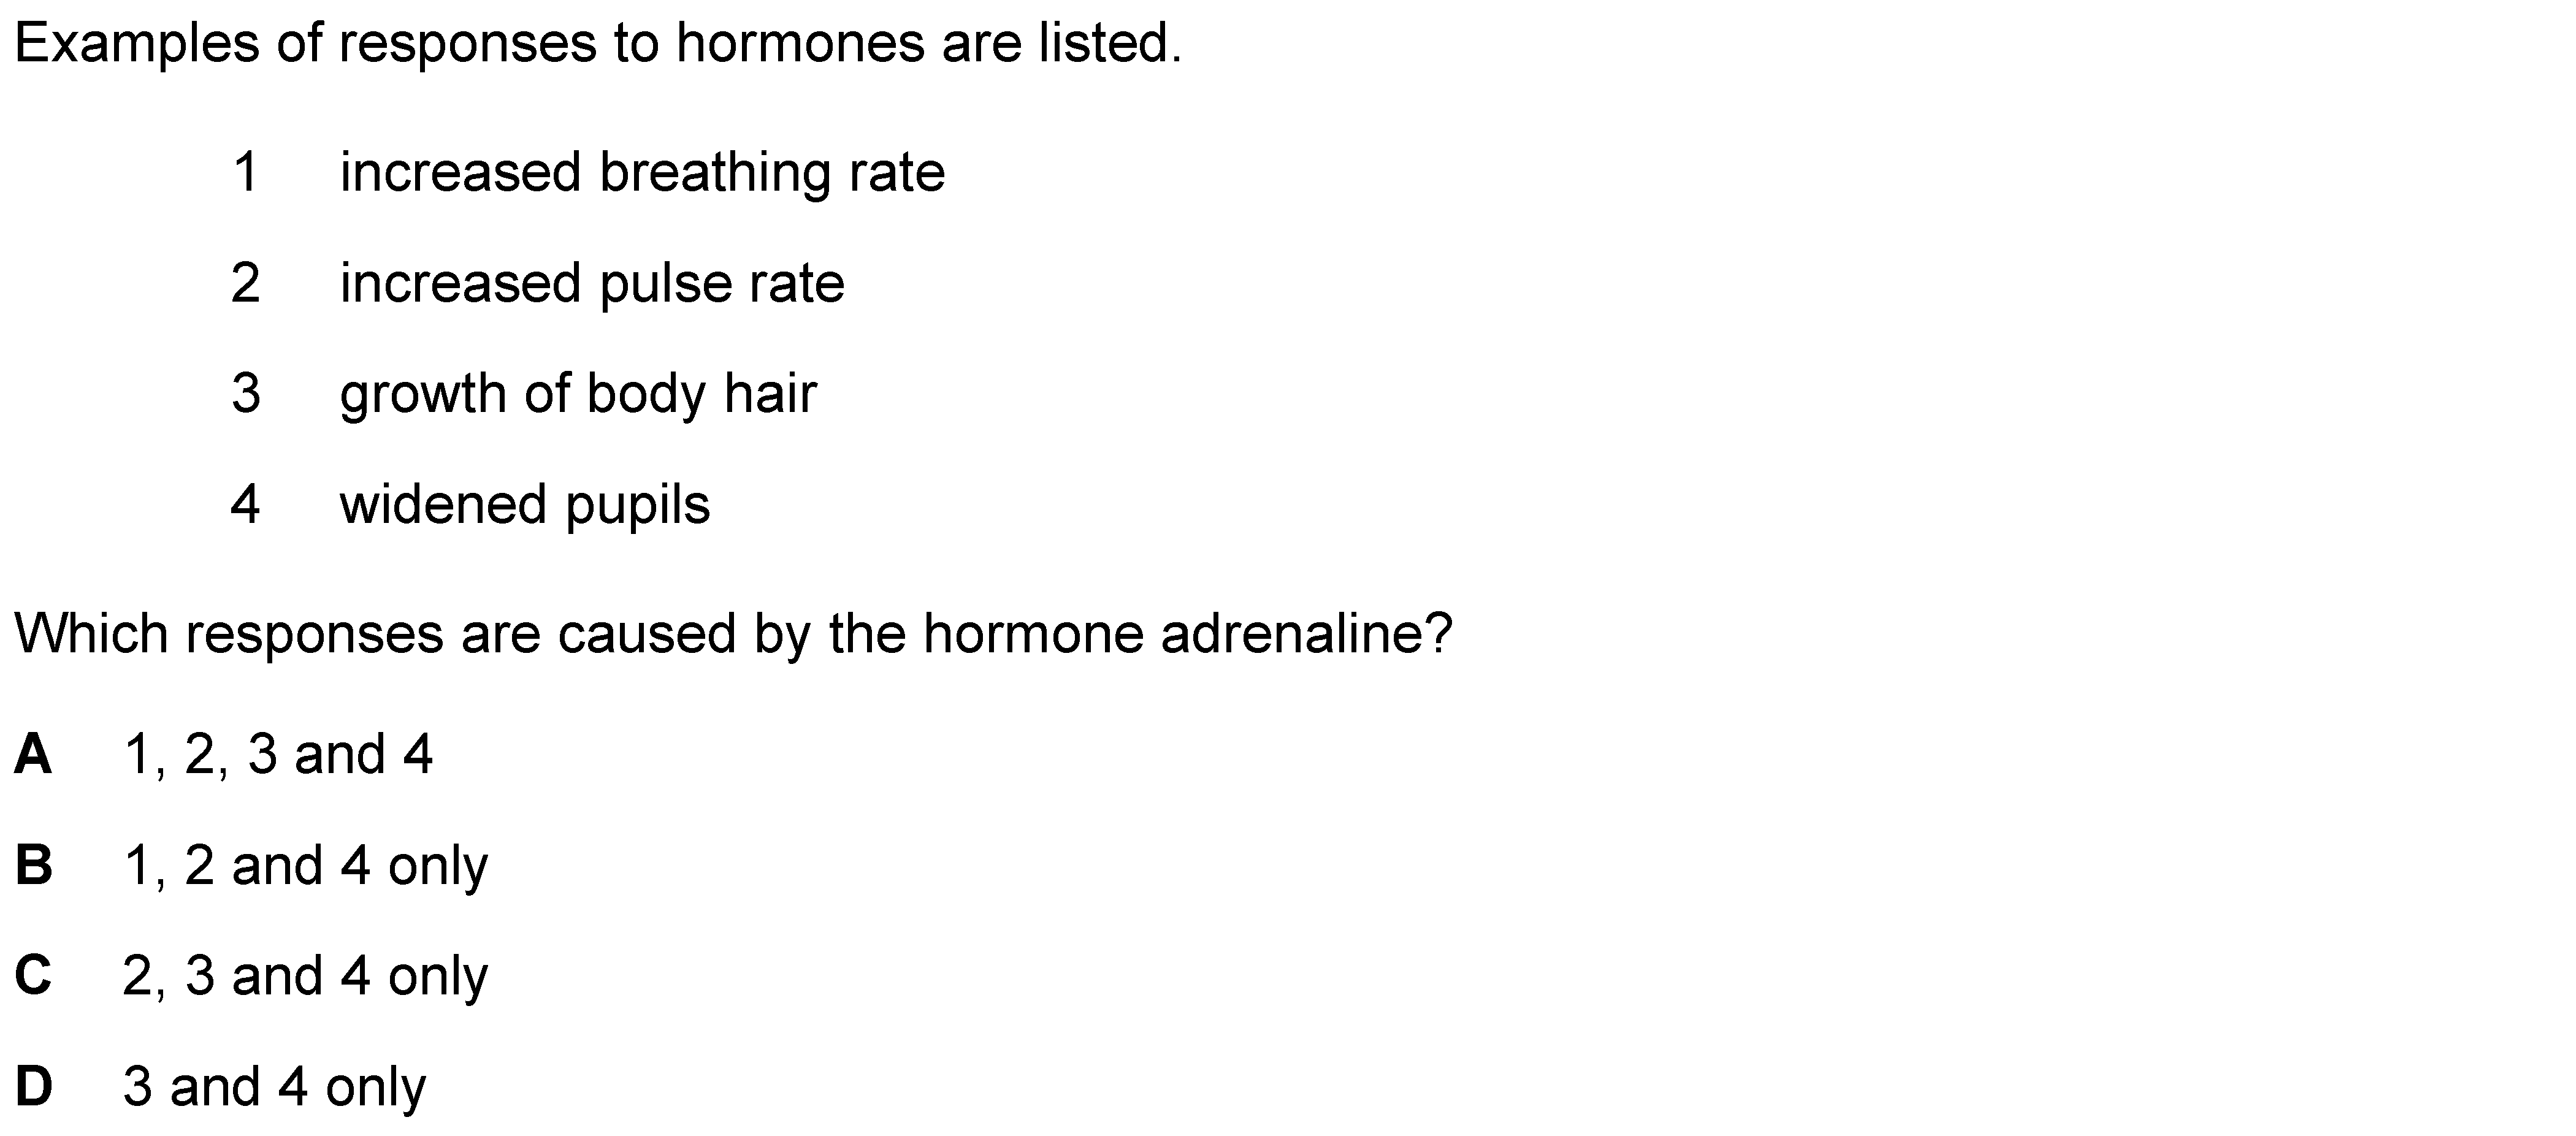 Examples of responses to hormones are listed.
1 increased breathing rate
2 increased pulse rate
3 growth of body hair
4 widened pupils
Which responses are caused by the hormone adrenaline?
A 1, 2, 3 and 4
B 1, 2 and 4 only
C 2, 3 and 4 only
D 3 and 4 only